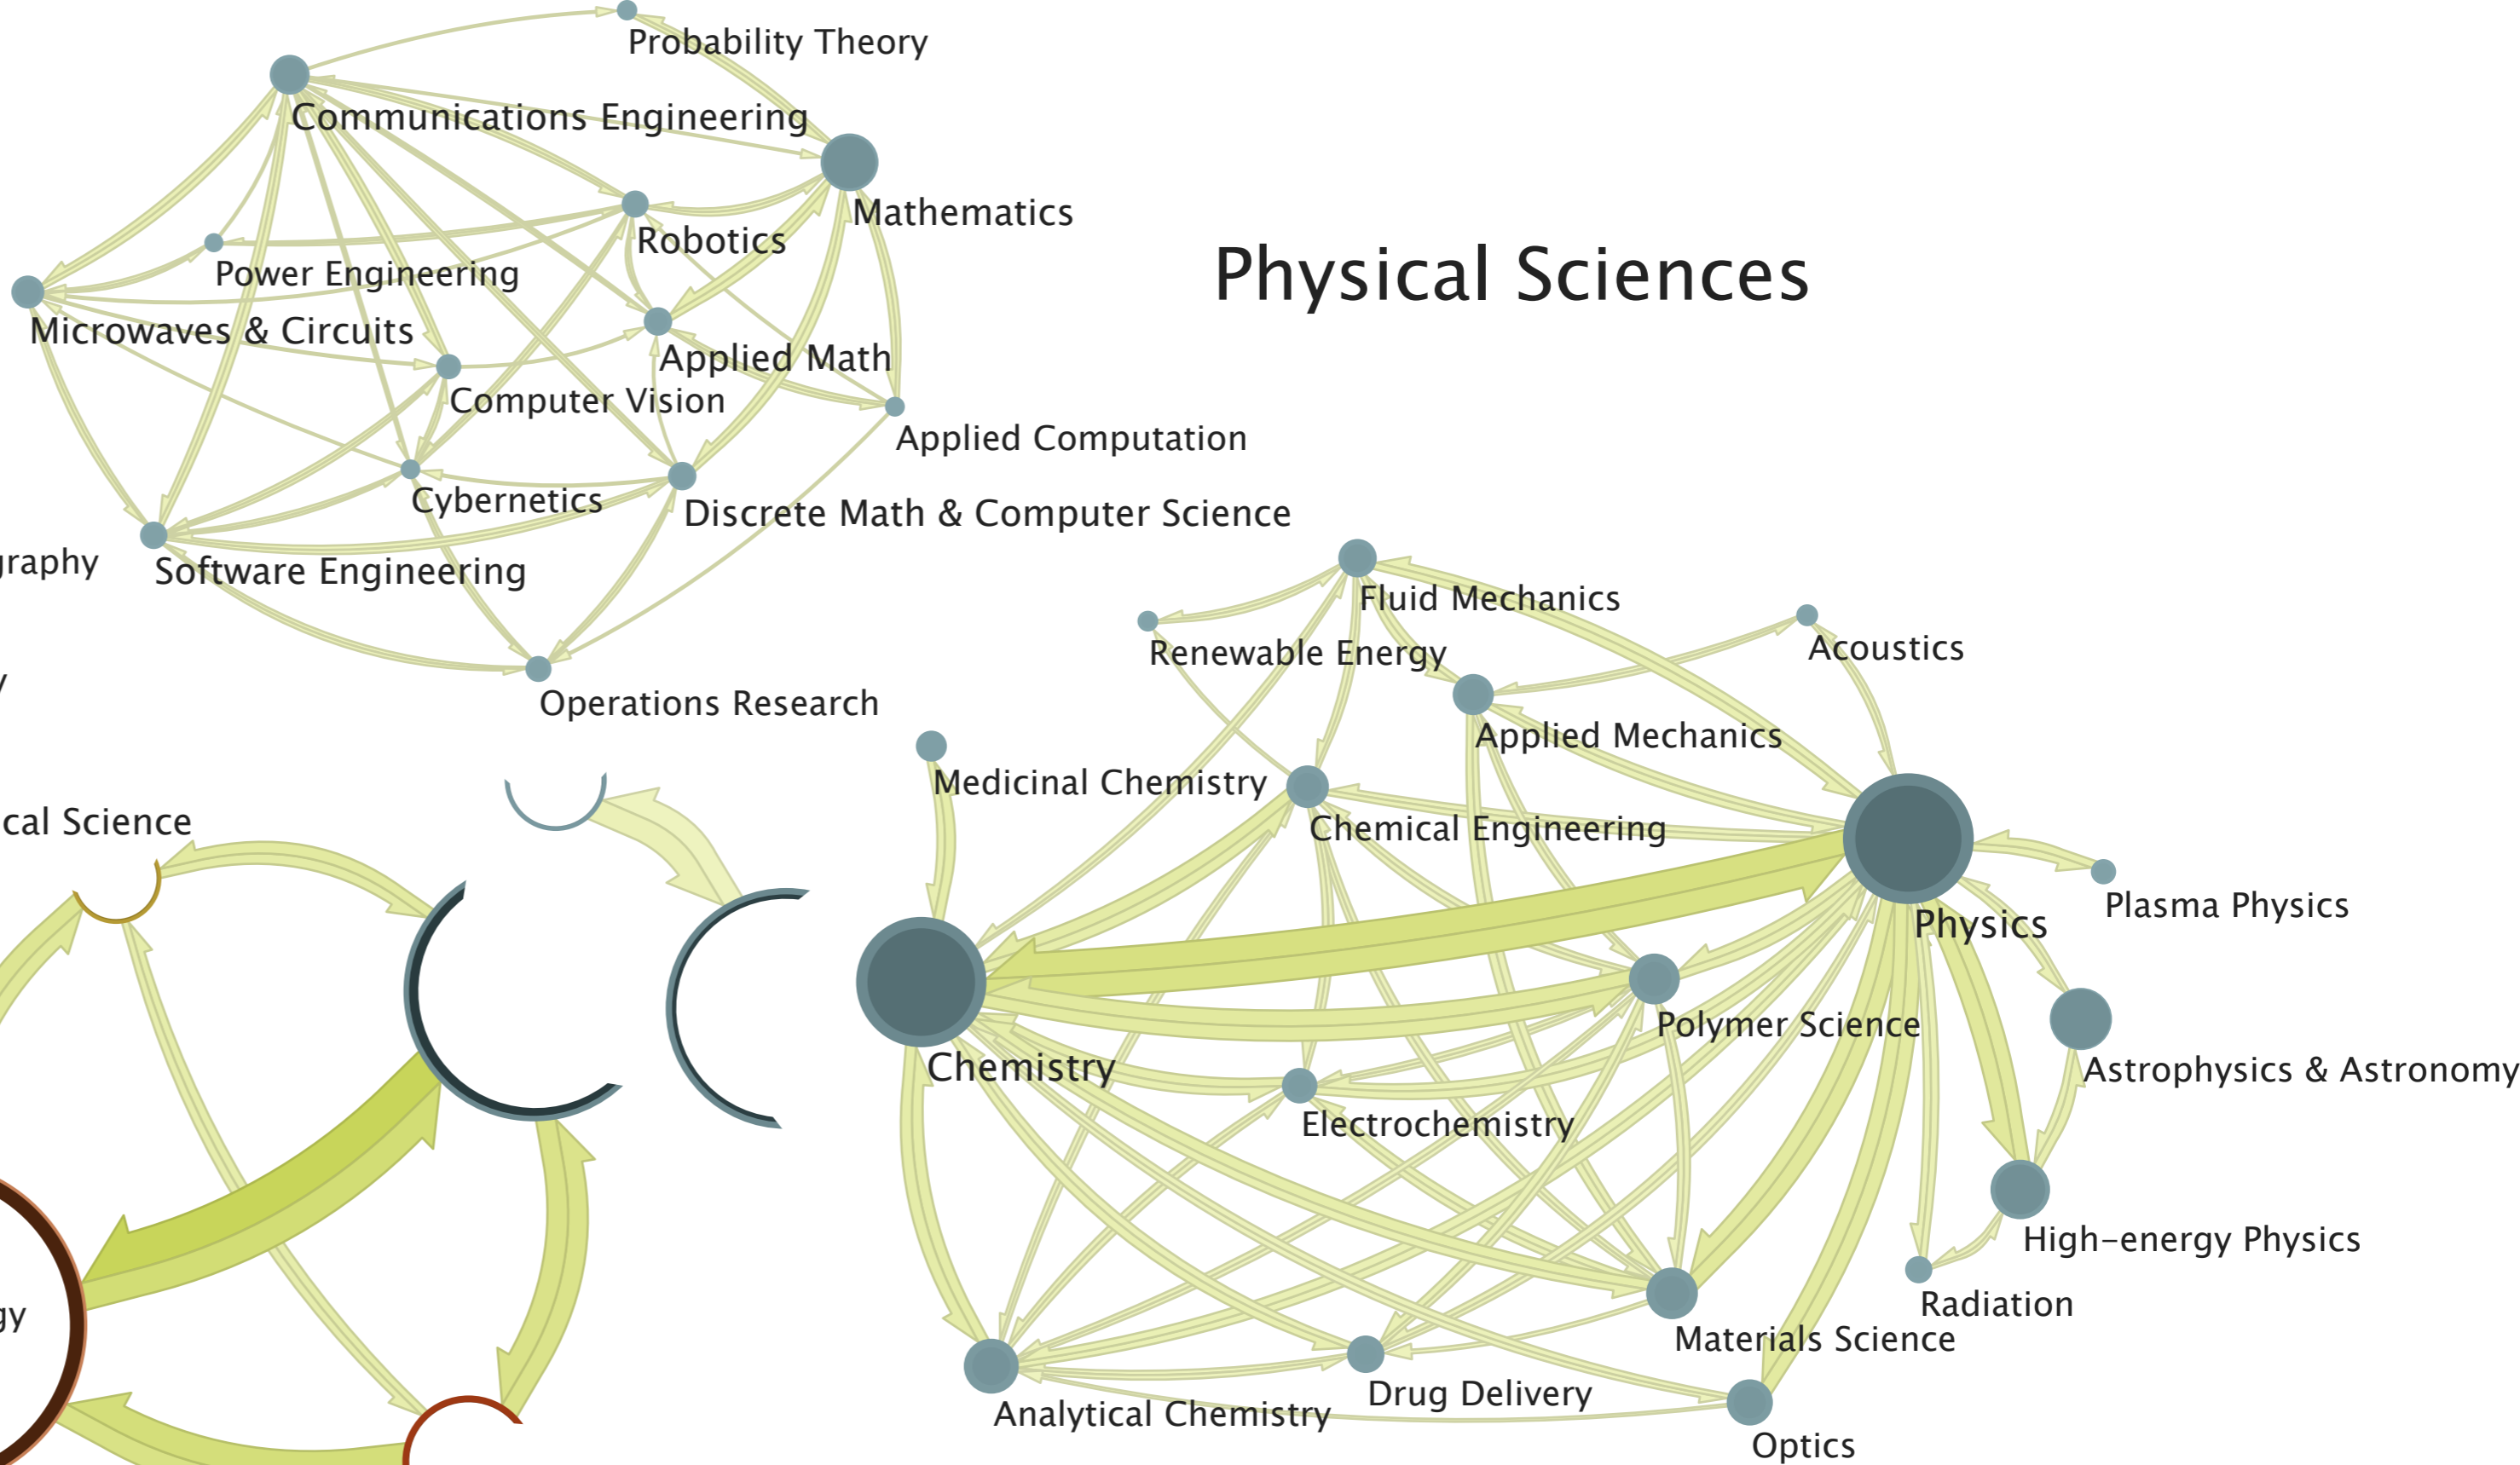 Probability Theory
Communications Engineering
Mathematics
Robotics
Power Engineering
Physical Sciences
Microwaves & Circuits
Applied Math
Computer Vision
Applied Computation
Cybernetics
Discrete Math & Computer Science
graphy
Software Engineering
Fluid Mechanics
Renewable Energy
Acoustics
y
Operations Research
Applied Mechanics
Medicinal Chemistry
cal Science
Chemical Engineering
Plasma Physics
Physics
Polymer Science
Chemistry
Astrophysics & Astronomy
Electrochemistry
High-energy Physics
Radiation
gy
Materials Science
Drug Delivery
Analytical Chemistry
Optics